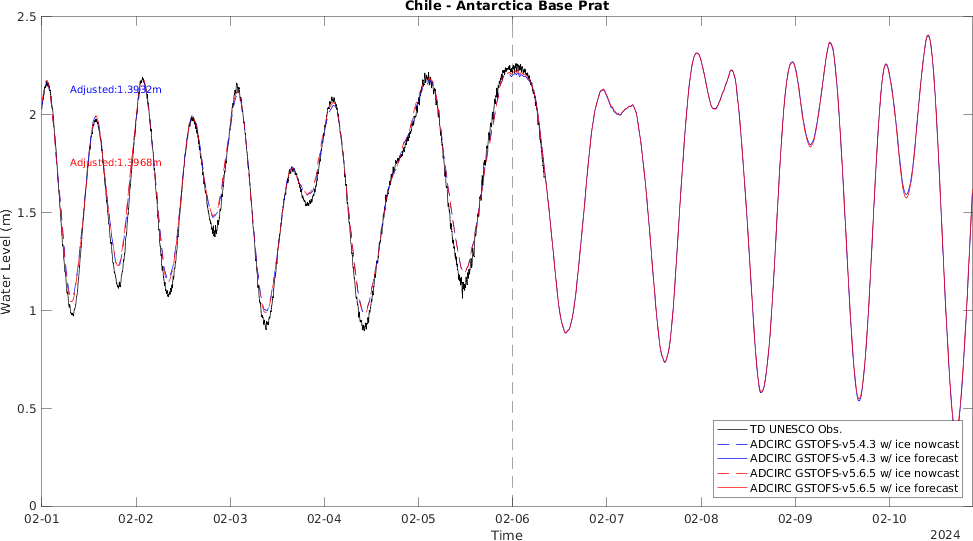 Chile - Antarctica Base Prat
2.5
2
1.5
1
0.5
0
Water Level (m)
Adjusted:1.3932m
Adjusted:1.3968m
TD UNESCO Obs.
ADCIRC GSTOFS-v5.4.3 w/ ice nowcast
ADCIRC GSTOFS-v5.4.3 w/ ice forecast
ADCIRC GSTOFS-v5.6.5 w/ ice nowcast
ADCIRC GSTOFS-v5.6.5 w/ ice forecast
02-01 02-02 02-03 02-04 02-05 02-06 02-07 02-08 02-09 02-10
Time
2024